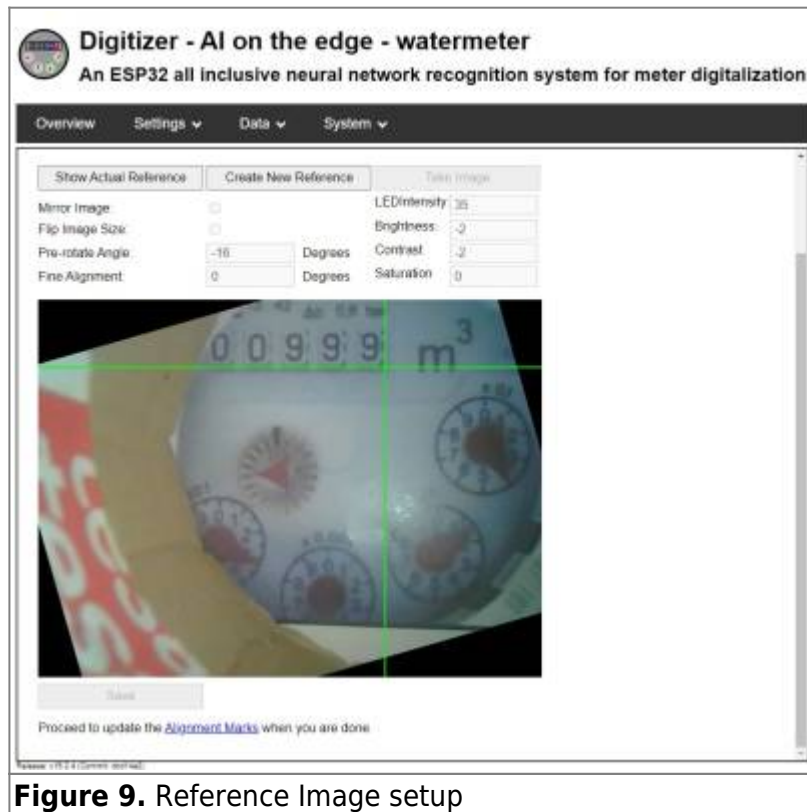 Digitizer - AI on the edge - watermeter
An ESP32 all inclusive neural network recognition system for meter digitalization
Overview Settings Data System
Show Actual Reference Create New Reference Take Image
Mirror Image:
Flip Image Size:
Pre-rotate Angle: -16 Degrees
Fine Alignment: 0 Degrees
LEDIntensity: 35
Brightness: -2
Contrast: -2
Saturation: 0
00999 m³
Save
Proceed to update the Alignment Marks when you are done
Figure 9. Reference Image setup